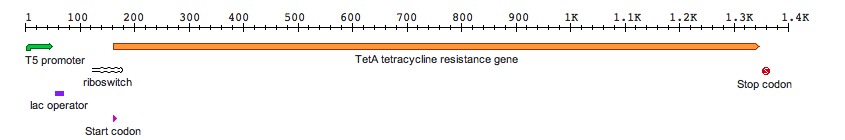 1 100 200 300 400 500 600 700 800 900 1K 1.1K 1.2K 1.3K 1.4K
T5 promoter
TetA tetracycline resistance gene
riboswitch
S
Stop codon
lac operator
Start codon